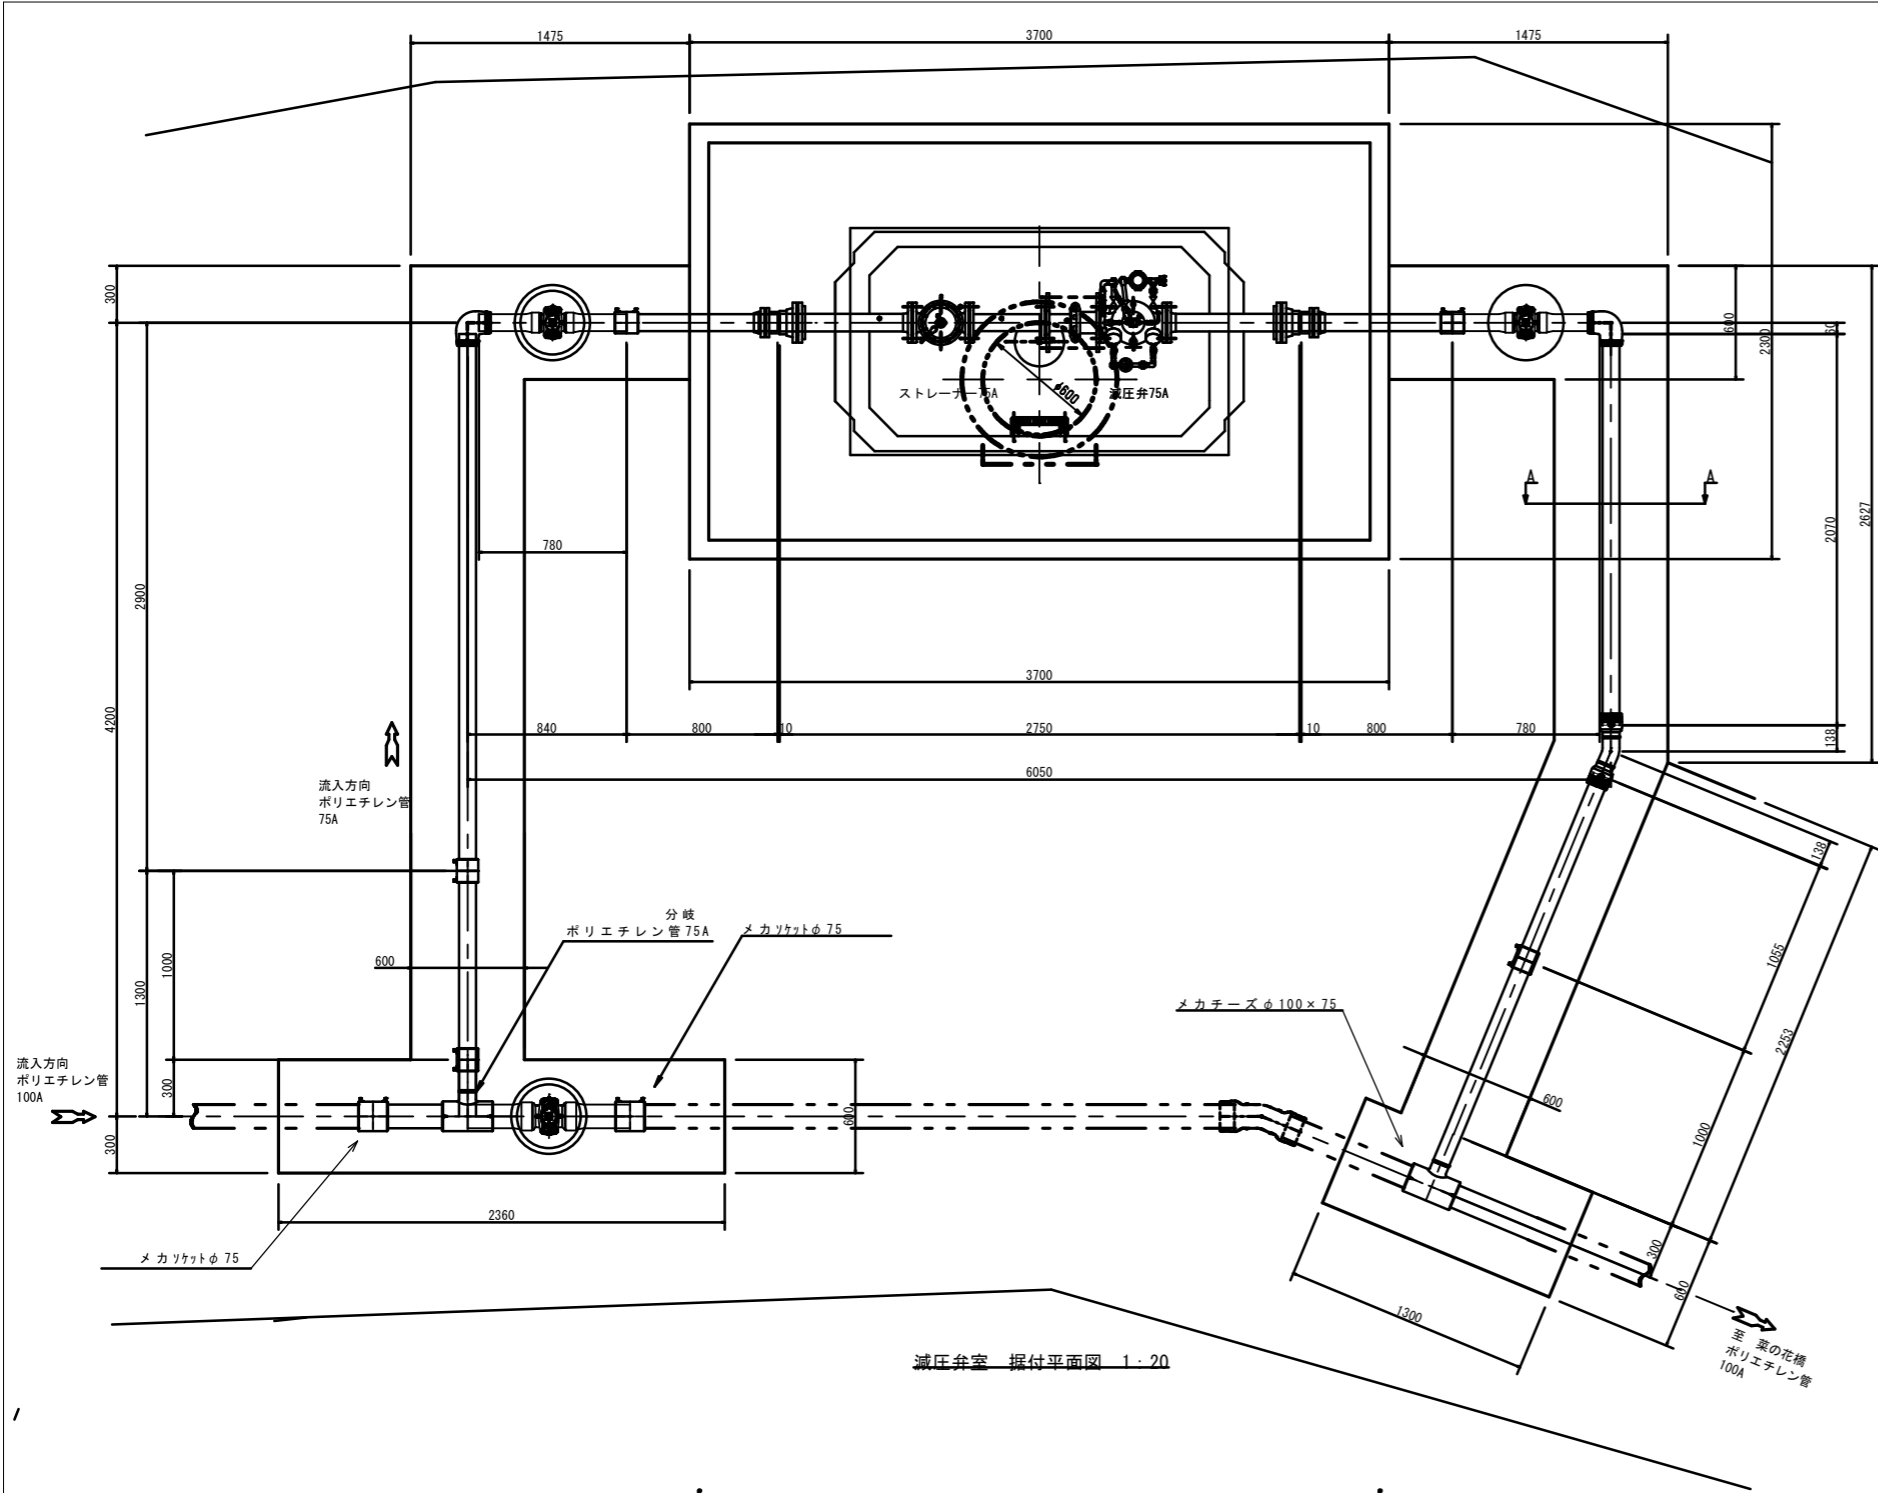 1475
3700
1475
300
600
2300
60
ストレーナー75A
φ600
減圧弁75A
A
A
2070
2627
780
2900
3700
4200
840
800
10
2750
10
800
780
138
6050
流入方向
ポリエチレン管
75A
138
分岐
ポリエチレン管75A
メカソケットφ75
600
1000
1055
1300
メカチーズφ100×75
2253
流入方向
ポリエチレン管
100A
300
600
600
1000
300
2360
メカソケットφ75
300
600
1300
減圧弁室 据付平面図 1:20
至 菜の花橋
ポリエチレン管
100A